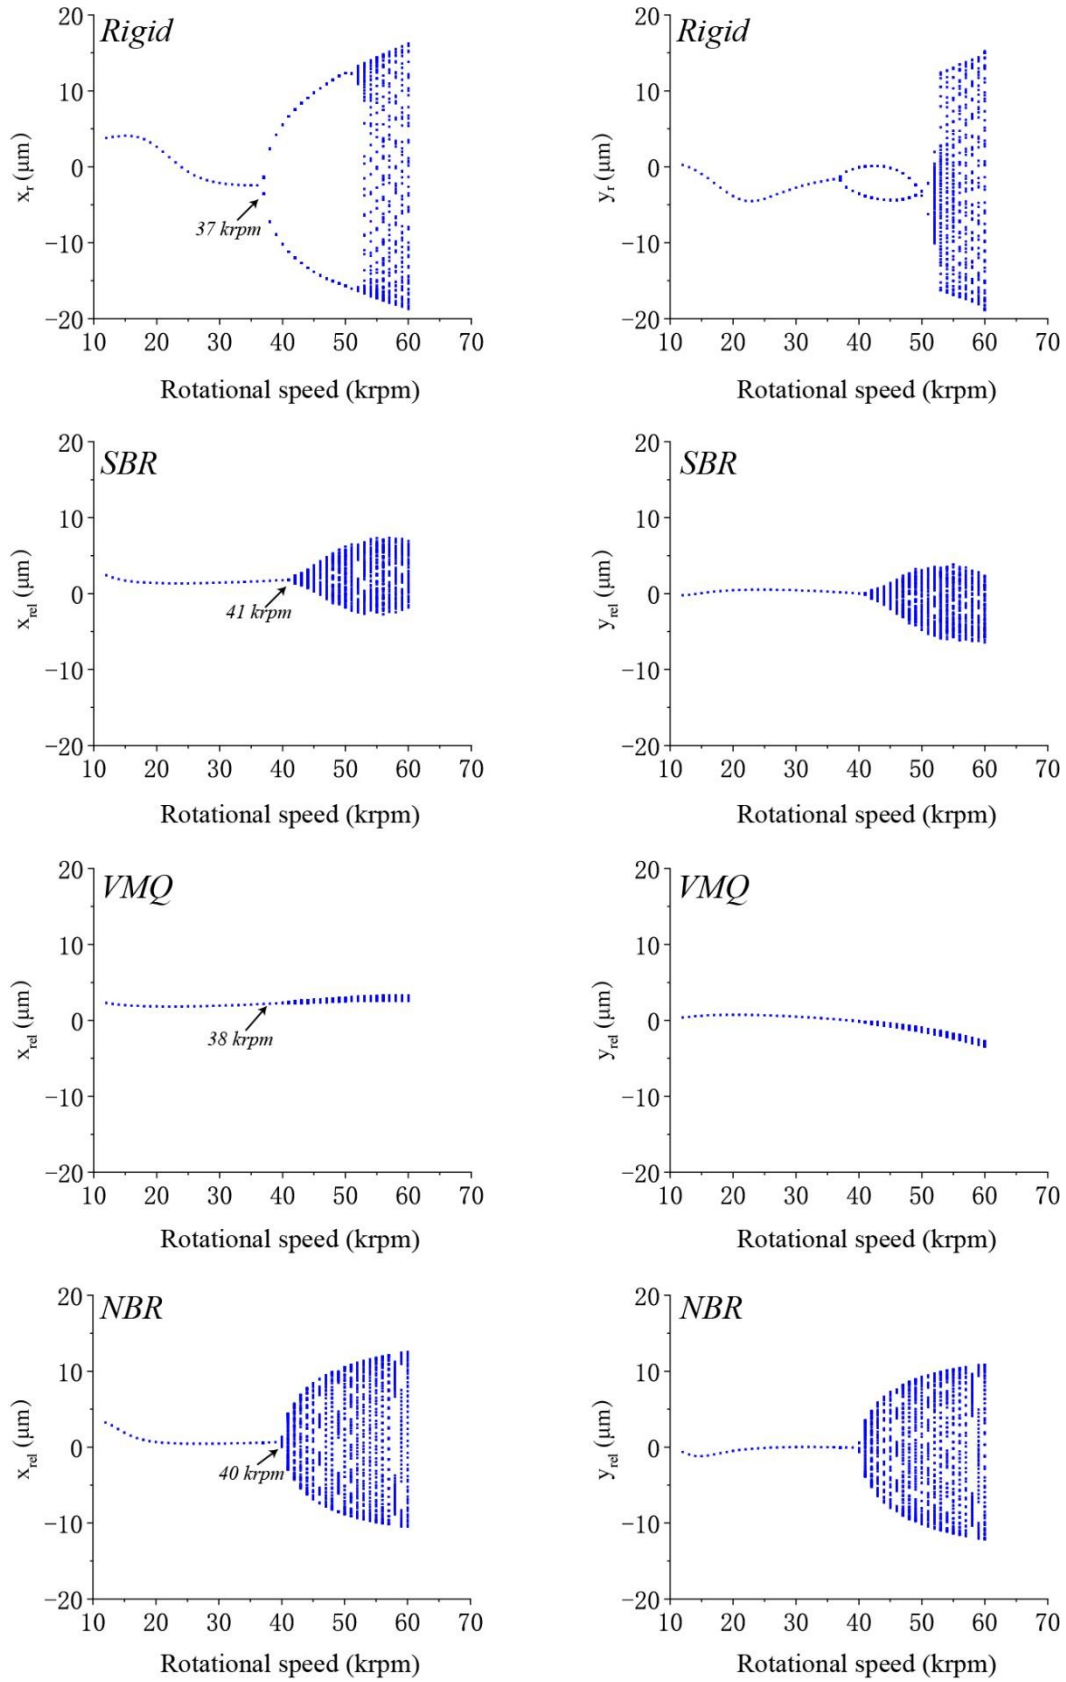 Rigid
20
10
0
−10
−20
x_r (μm)
37 krpm
10 20 30 40 50 60 70
Rotational speed (krpm)
Rigid
20
10
0
−10
−20
y_r (μm)
10 20 30 40 50 60 70
Rotational speed (krpm)
SBR
20
10
0
−10
−20
x_rel (μm)
41 krpm
10 20 30 40 50 60 70
Rotational speed (krpm)
SBR
20
10
0
−10
−20
y_rel (μm)
10 20 30 40 50 60 70
Rotational speed (krpm)
VMQ
20
10
0
−10
−20
x_rel (μm)
38 krpm
10 20 30 40 50 60 70
Rotational speed (krpm)
VMQ
20
10
0
−10
−20
y_rel (μm)
10 20 30 40 50 60 70
Rotational speed (krpm)
NBR
20
10
0
−10
−20
x_rel (μm)
40 krpm
10 20 30 40 50 60 70
Rotational speed (krpm)
NBR
20
10
0
−10
−20
y_rel (μm)
10 20 30 40 50 60 70
Rotational speed (krpm)